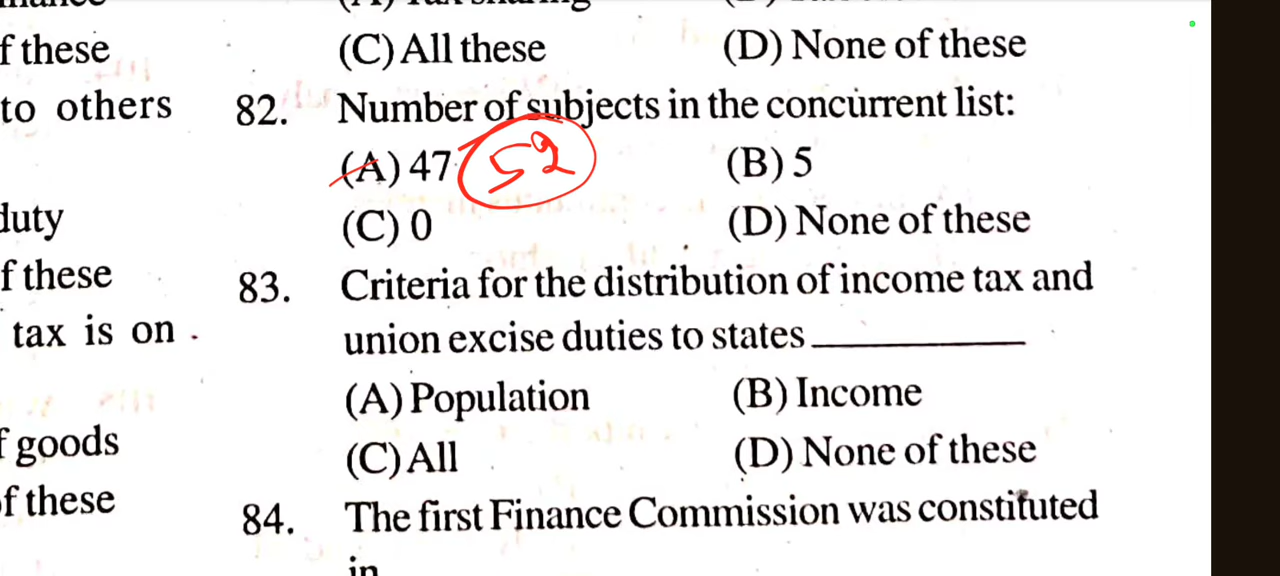 f these
(C) All these
(D) None of these
to others
82. Number of subjects in the concurrent list:
(A) 47
52
(B) 5
(C) 0
(D) None of these
duty
f these
83. Criteria for the distribution of income tax and
tax is on .
union excise duties to states
(A) Population
(B) Income
f goods
(C) All
(D) None of these
of these
84. The first Finance Commission was constituted
in